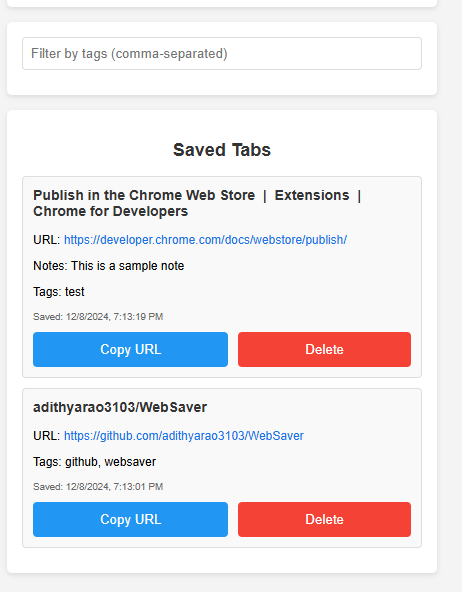 Filter by tags (comma-separated)
Saved Tabs
Publish in the Chrome Web Store | Extensions |
Chrome for Developers
URL: https://developer.chrome.com/docs/webstore/publish/
Notes: This is a sample note
Tags: test
Saved: 12/8/2024, 7:13:19 PM
Copy URL Delete
adithyarao3103/WebSaver
URL: https://github.com/adithyarao3103/WebSaver
Tags: github, websaver
Saved: 12/8/2024, 7:13:01 PM
Copy URL Delete